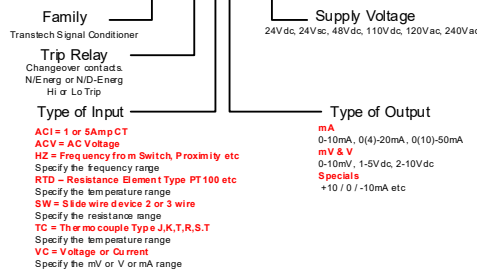 Family
Transtech Signal Conditioner
Trip Relay
Changeover contacts.
N/Energ or N/D-Energ
Hi or Lo Trip
Type of Input
ACI = 1 or 5Amp CT
ACV = AC Voltage
HZ = Frequency from Switch, Proximity etc
Specify the frequency range
RTD – Resistance Element Type PT100 etc
Specify the temperature range
SW = Slide wire device 2 or 3 wire
Specify the resistance range
TC = Thermocouple Type J,K,T,R,S.T
Specify the temperature range
VC = Voltage or Current
Specify the mV or V or mA range
Supply Voltage
24Vdc, 24Vsc, 48Vdc, 110Vdc, 120Vac, 240Vac
Type of Output
mA
0-10mA, 0(4)-20mA, 0(10)-50mA
mV & V
0-10mV, 1-5Vdc, 2-10Vdc
Specials
+10 / 0 / -10mA etc